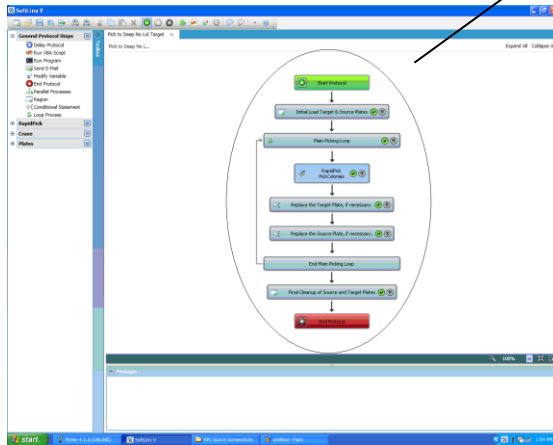 SoftLinx V
General Protocol Steps
Delay Protocol
Run VBA Script
Run Program
Send E-Mail
Modify Variable
End Protocol
Parallel Processes
Region
Conditional Statement
Loop Process
RapidPick
Crane
Plates
Toolbox
Pick to Deep No Lid Target
Pick to Deep No L...
Expand All Collapse A
Start Protocol
Initial Load Target & Source Plates
Main Picking Loop
RapidPick
PickColonies
Replace the Target Plate, if necessary.
Replace the Source Plate, if necessary.
End Main Picking Loop
Final Cleanup of Source and Target Plates
End Protocol
100%
Messages
start
SoftLinx V
untitled - Paint